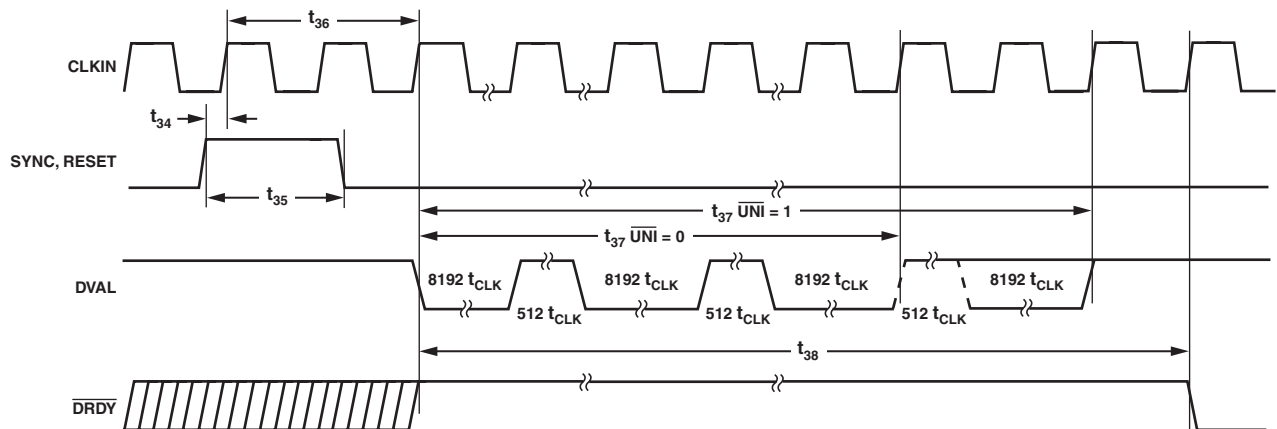 t36
CLKIN
t34
SYNC, RESET
t35
t37 UNI = 1
t37 UNI = 0
DVAL
8192 tCLK
512 tCLK
8192 tCLK
512 tCLK
8192 tCLK
512 tCLK
8192 tCLK
t38
DRDY